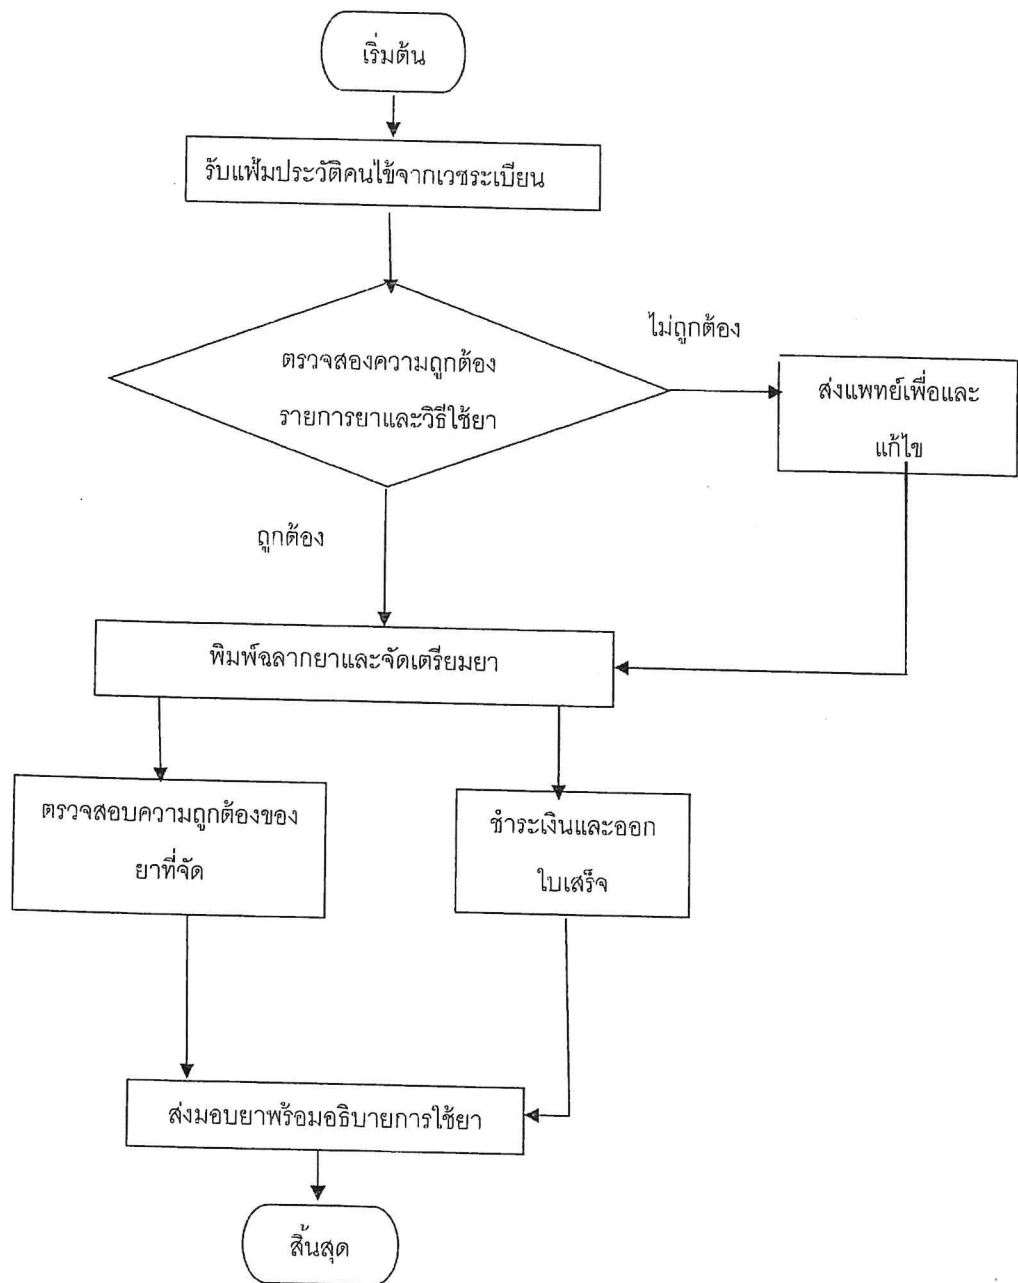 เริ่มต้น
รับแฟ้มประวัติคนไข้จากเวชระเบียน
ไม่ถูกต้อง
ตรวจสองความถูกต้อง
รายการยาและวิธีใช้ยา
ส่งแพทย์เพื่อและ
แก้ไข
ถูกต้อง
พิมพ์ฉลากยาและจัดเตรียมยา
ตรวจสอบความถูกต้องของ
ยาที่จัด
ชำระเงินและออก
ใบเสร็จ
ส่งมอบยาพร้อมอธิบายการใช้ยา
สิ้นสุด